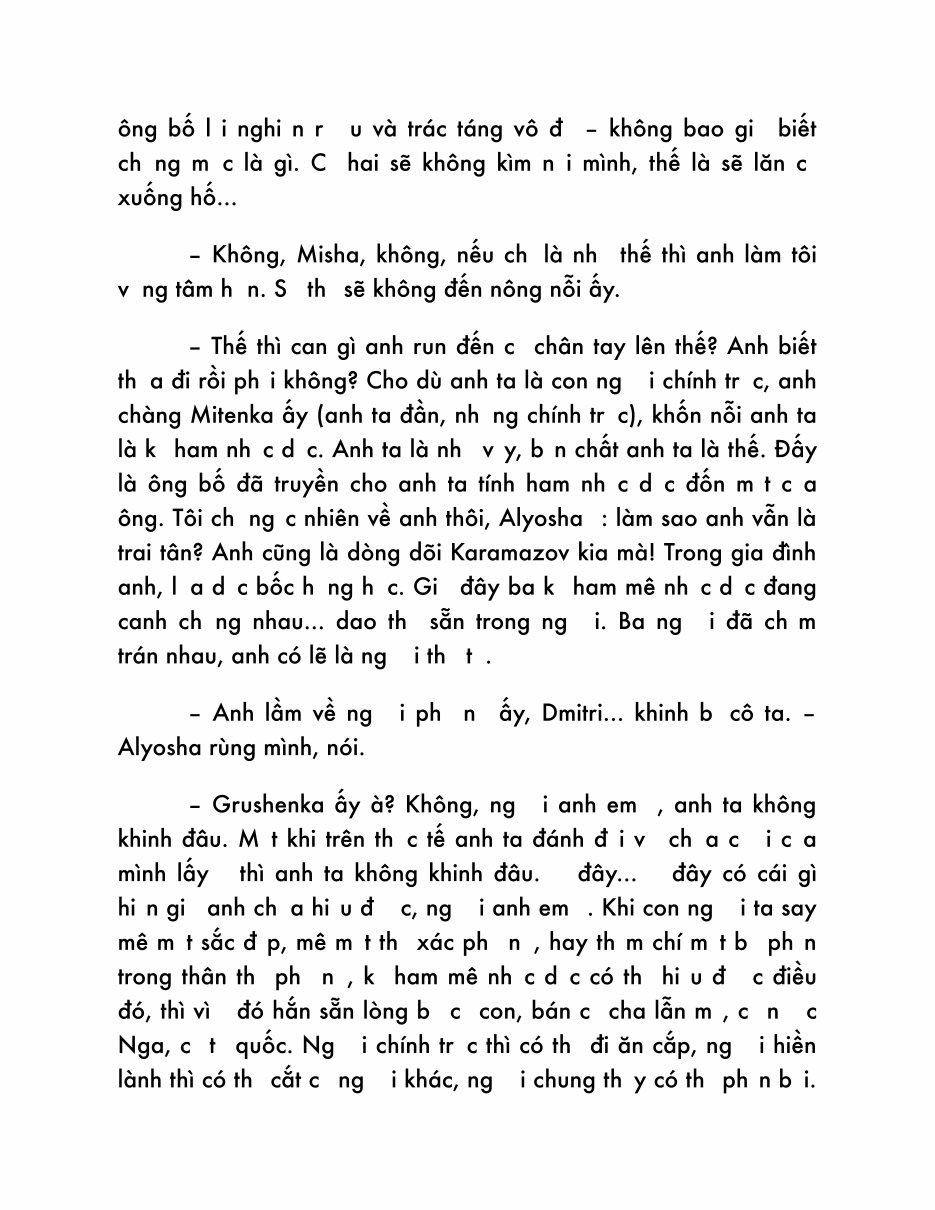 ông bố l i nghi n r u và trác táng vô đ – không bao gi biết
ch ng m c là gì. C hai sẽ không kìm n i mình, thế là sẽ lăn c
xuống hố...
– Không, Misha, không, nếu ch là nh thế thì anh làm tôi
v ng tâm h n. S th sẽ không đến nông nỗi ấy.
– Thế thì can gì anh run đến c chân tay lên thế? Anh biết
th a đi rồi ph i không? Cho dù anh ta là con ng i chính tr c, anh
chàng Mitenka ấy (anh ta đần, nh ng chính tr c), khốn nỗi anh ta
là k ham nh c d c. Anh ta là nh v y, b n chất anh ta là thế. Đấy
là ông bố đã truyền cho anh ta tính ham nh c d c đốn m t c a
ông. Tôi ch ng c nhiên về anh thôi, Alyosha : làm sao anh vẫn là
trai tân? Anh cũng là dòng dõi Karamazov kia mà! Trong gia đình
anh, l a d c bốc h ng h c. Gi đây ba k ham mê nh c d c đang
canh ch ng nhau... dao th sẵn trong ng i. Ba ng i đã ch m
trán nhau, anh có lẽ là ng i th t .
– Anh lầm về ng i ph n ấy, Dmitri... khinh b cô ta. –
Alyosha rùng mình, nói.
– Grushenka ấy à? Không, ng i anh em , anh ta không
khinh đâu. M t khi trên th c tế anh ta đánh đ i v ch a c i c a
mình lấy thì anh ta không khinh đâu. đây... đây có cái gì
hi n gi anh ch a hi u đ c, ng i anh em . Khi con ng i ta say
mê m t sắc đ p, mê m t th xác ph n , hay th m chí m t b ph n
trong thân th ph n , k ham mê nh c d c có th hi u đ c điều
đó, thì vì đó hắn sẵn lòng b c con, bán c cha lẫn m , c n c
Nga, c t quốc. Ng i chính tr c thì có th đi ăn cắp, ng i hiền
lành thì có th cắt c ng i khác, ng i chung th y có th ph n b i.